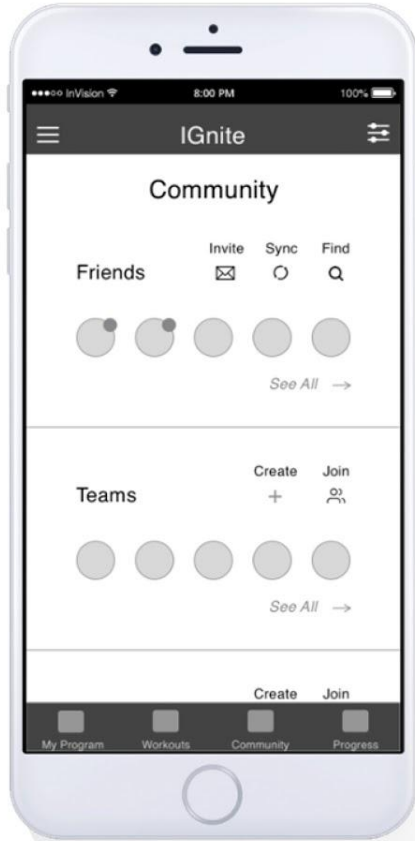 InVision 8:00 PM 100%
IGnite
Community
Invite Sync Find
Friends
See All →
Create Join
Teams
See All →
Create Join
My Program Workouts Community Progress